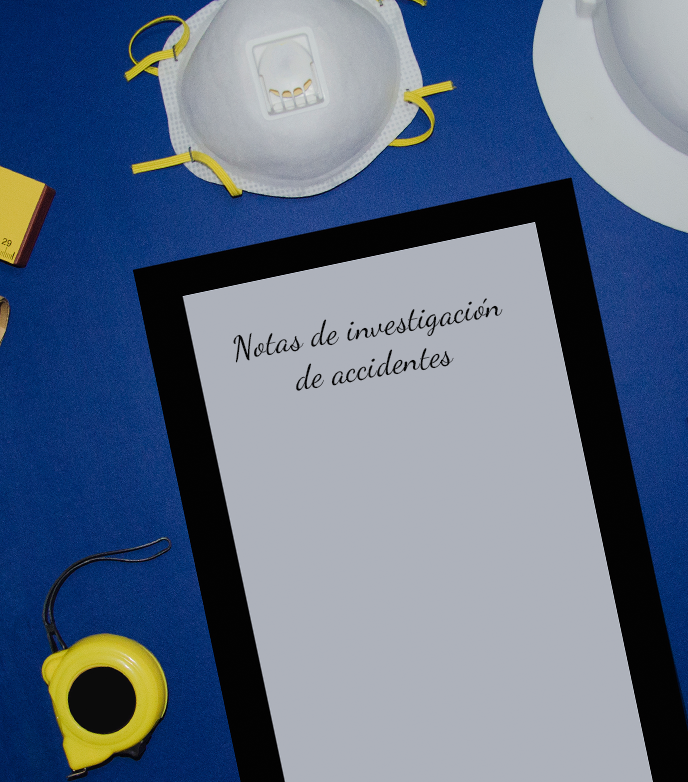 29
Notas de investigación
de accidentes